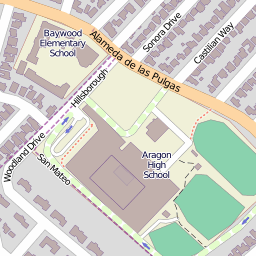 Baywood
Elementary
School
Sonora Drive
Castilian Way
Alameda de las Pulgas
Hillsborough
Woodland Drive
San Mateo
Aragon
High
School